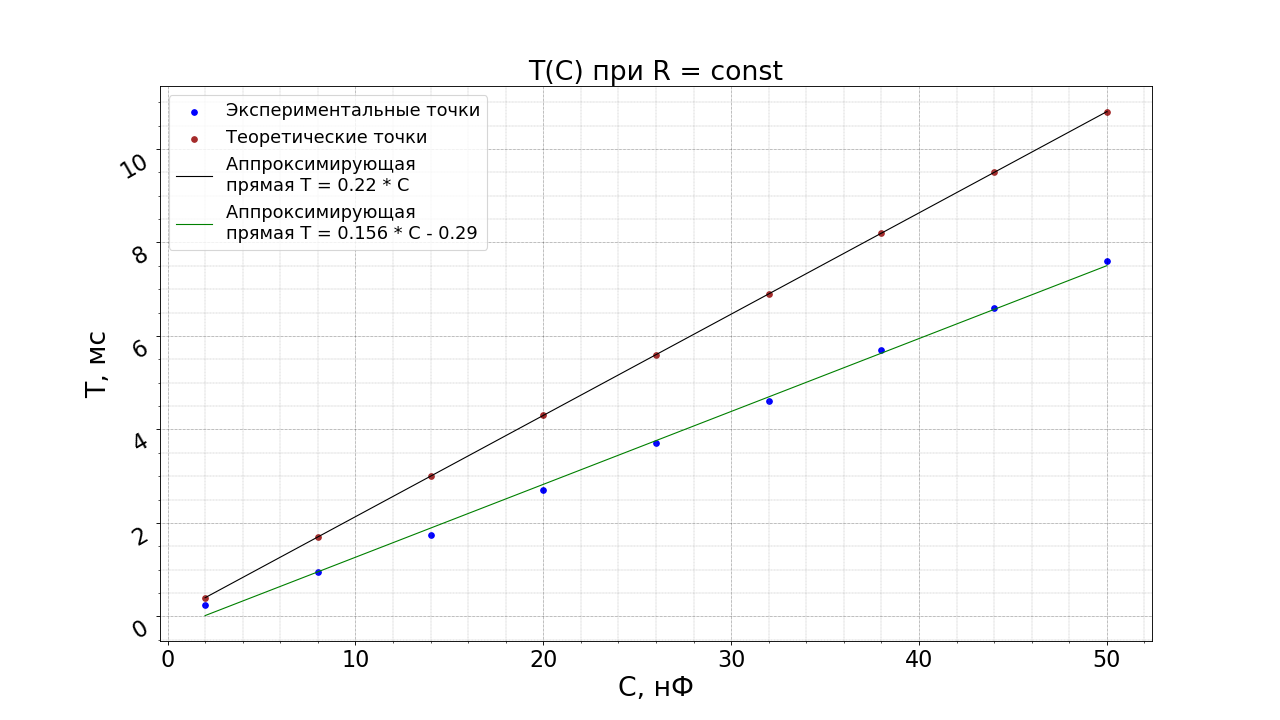 T(C) при R = const
Экспериментальные точки
Теоретические точки
Аппроксимирующая
прямая T = 0.22 * C
Аппроксимирующая
прямая T = 0.156 * C - 0.29
10
8
6
4
2
0
T, мс
0 10 20 30 40 50
C, нФ